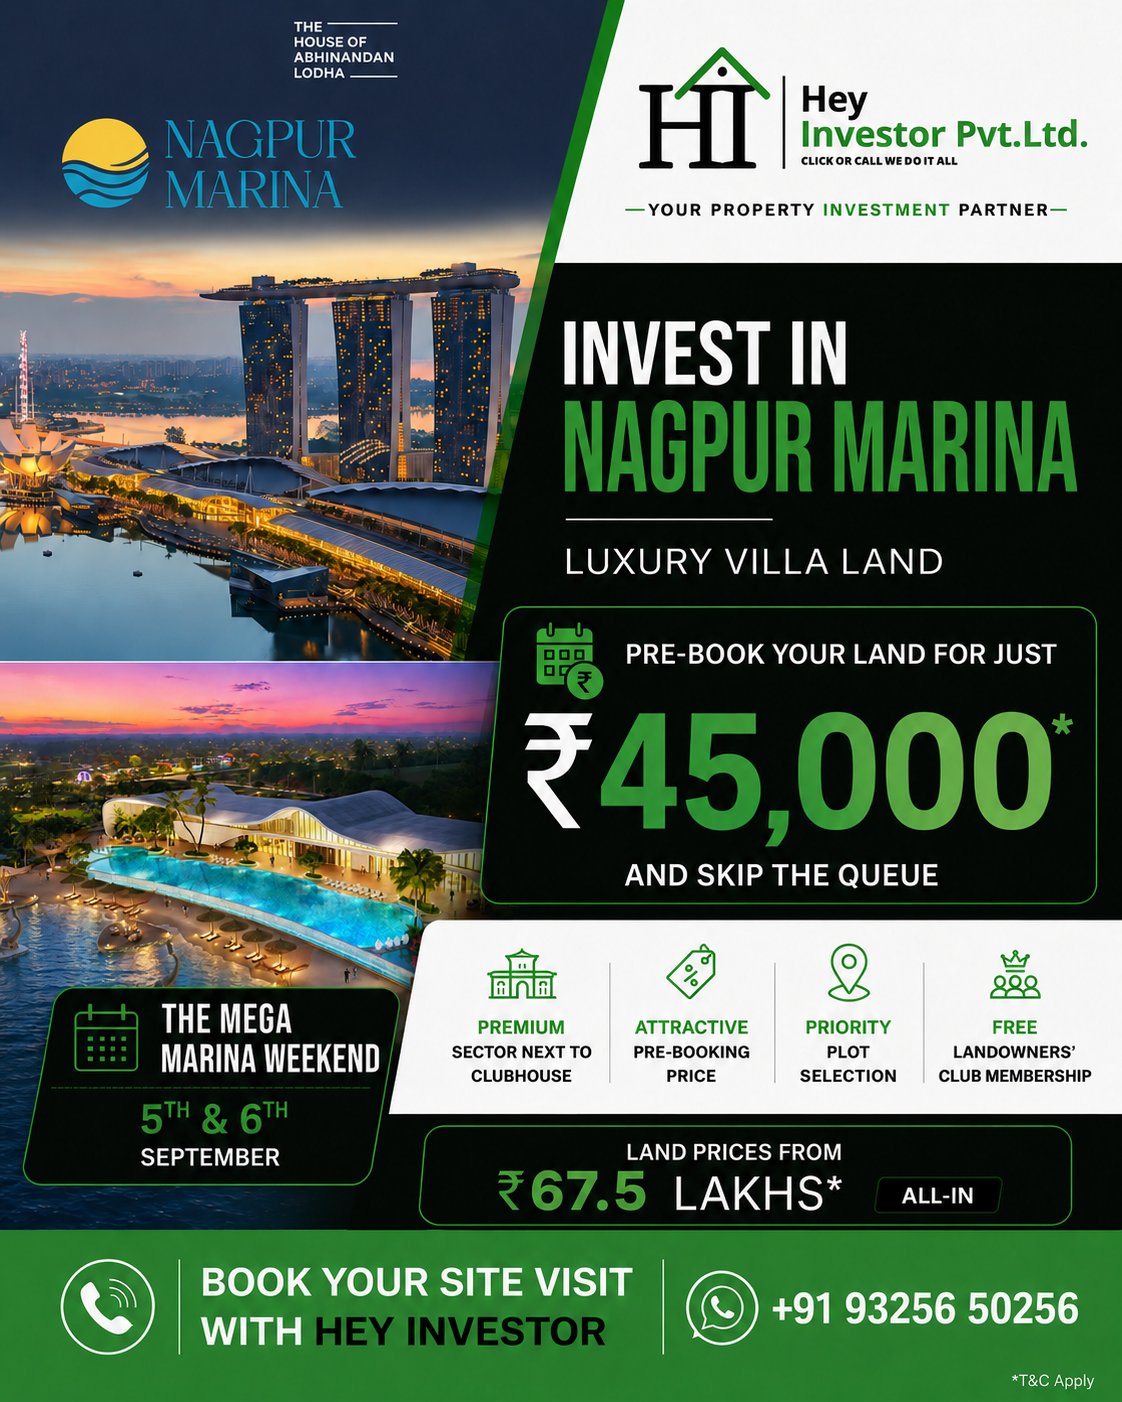 THE
HOUSE OF
ABHINANDAN
LODHA
NAGPUR
MARINA
HI
Hey
Investor Pvt.Ltd.
CLICK OR CALL WE DO IT ALL
YOUR PROPERTY INVESTMENT PARTNER
INVEST IN
NAGPUR MARINA
LUXURY VILLA LAND
PRE-BOOK YOUR LAND FOR JUST
₹45,000*
AND SKIP THE QUEUE
PREMIUM
SECTOR NEXT TO
CLUBHOUSE
ATTRACTIVE
PRE-BOOKING
PRICE
PRIORITY
PLOT
SELECTION
FREE
LANDOWNERS’
CLUB MEMBERSHIP
THE MEGA
MARINA WEEKEND
5TH & 6TH
SEPTEMBER
LAND PRICES FROM
₹67.5 LAKHS* ALL-IN
BOOK YOUR SITE VISIT
WITH HEY INVESTOR
+91 93256 50256
*T&C Apply